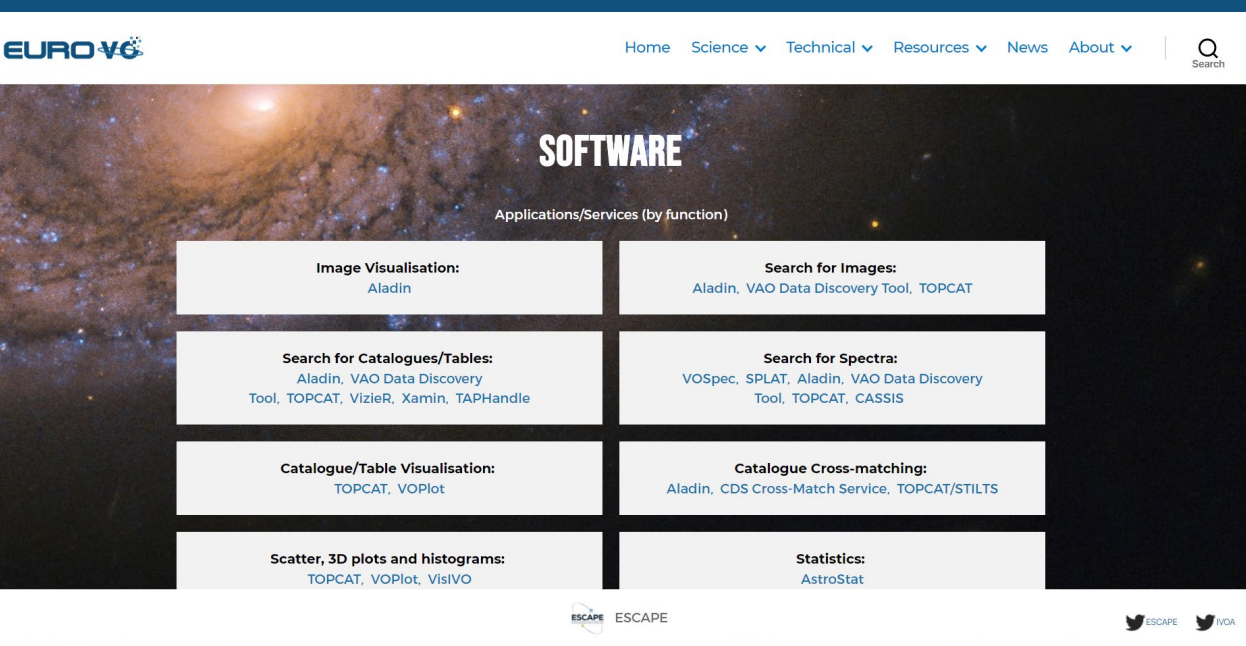 EURO VO
Home Science Technical Resources News About
Search
SOFTWARE
Applications/Services (by function)
Image Visualisation:
Aladin
Search for Images:
Aladin, VAO Data Discovery Tool, TOPCAT
Search for Catalogues/Tables:
Aladin, VAO Data Discovery
Tool, TOPCAT, VizieR, Xamin, TAPHandle
Search for Spectra:
VOSpec, SPLAT, Aladin, VAO Data Discovery
Tool, TOPCAT, CASSIS
Catalogue/Table Visualisation:
TOPCAT, VOPlot
Catalogue Cross-matching:
Aladin, CDS Cross-Match Service, TOPCAT/STILTS
Scatter, 3D plots and histograms:
TOPCAT, VOPlot, VisIVO
Statistics:
AstroStat
ESCAPE ESCAPE
ESCAPE IVOA